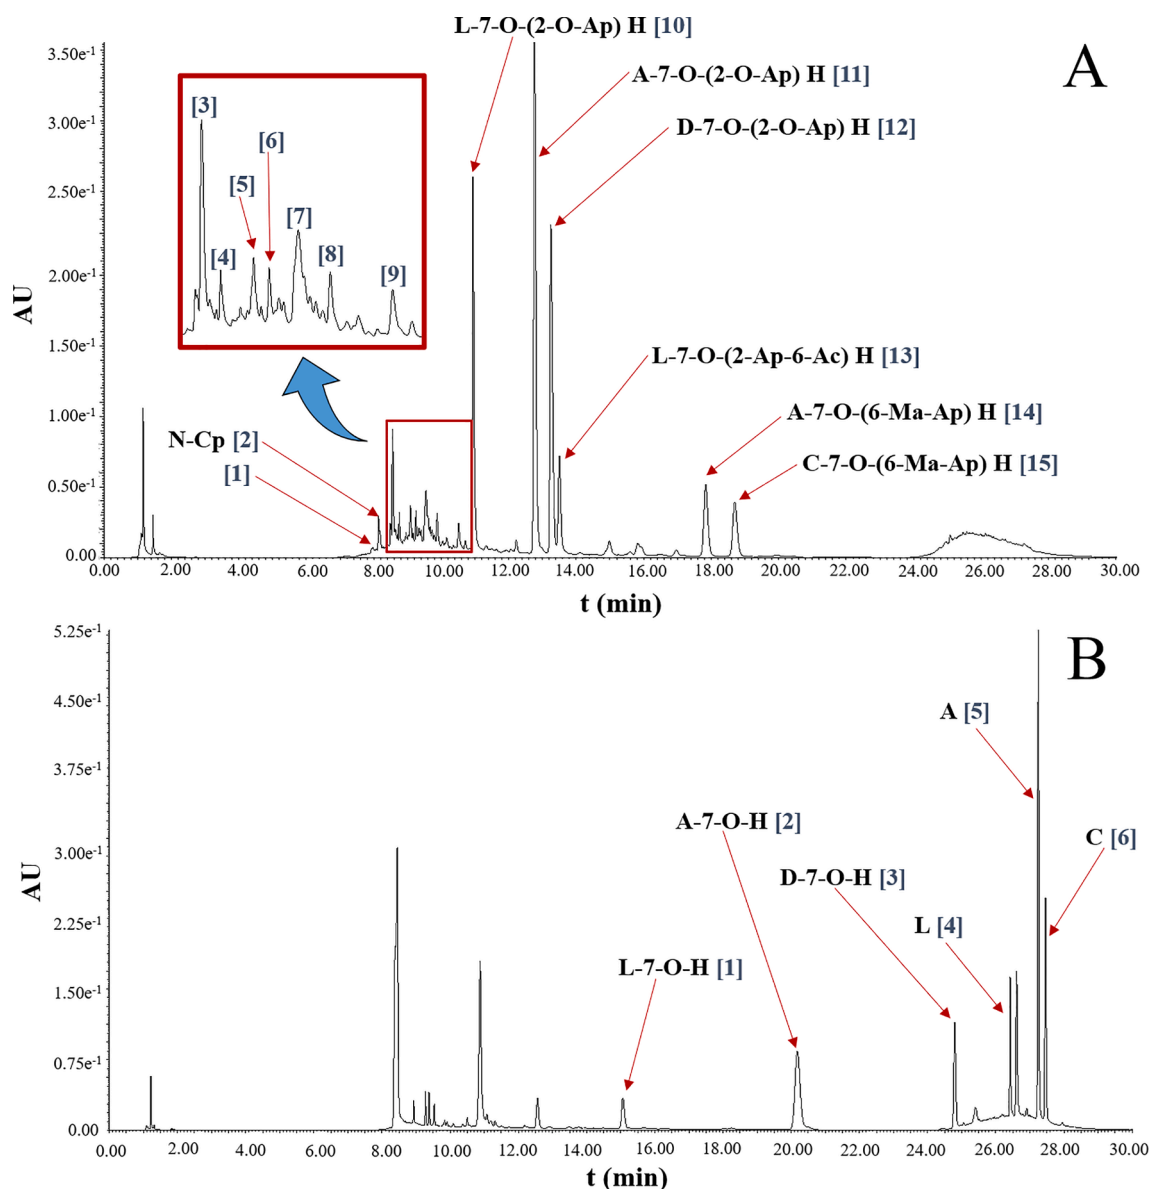 A
L-7-O-(2-O-Ap) H [10]
A-7-O-(2-O-Ap) H [11]
D-7-O-(2-O-Ap) H [12]
L-7-O-(2-Ap-6-Ac) H [13]
A-7-O-(6-Ma-Ap) H [14]
C-7-O-(6-Ma-Ap) H [15]
[3]
[4]
[5]
[6]
[7]
[8]
[9]
N-Cp [2]
[1]
AU
3.50e-1
3.00e-1
2.50e-1
2.00e-1
1.50e-1
1.00e-1
0.50e-1
0.00
0.00 2.00 4.00 6.00 8.00 10.00 12.00 14.00 16.00 18.00 20.00 22.00 24.00 26.00 28.00 30.00
t (min)
B
AU
5.25e-1
4.50e-1
3.75e-1
3.00e-1
2.25e-1
1.50e-1
0.75e-1
0.00
A [5]
A-7-O-H [2]
C [6]
D-7-O-H [3]
L [4]
L-7-O-H [1]
0.00 2.00 4.00 6.00 8.00 10.00 12.00 14.00 16.00 18.00 20.00 22.00 24.00 26.00 28.00 30.00
t (min)